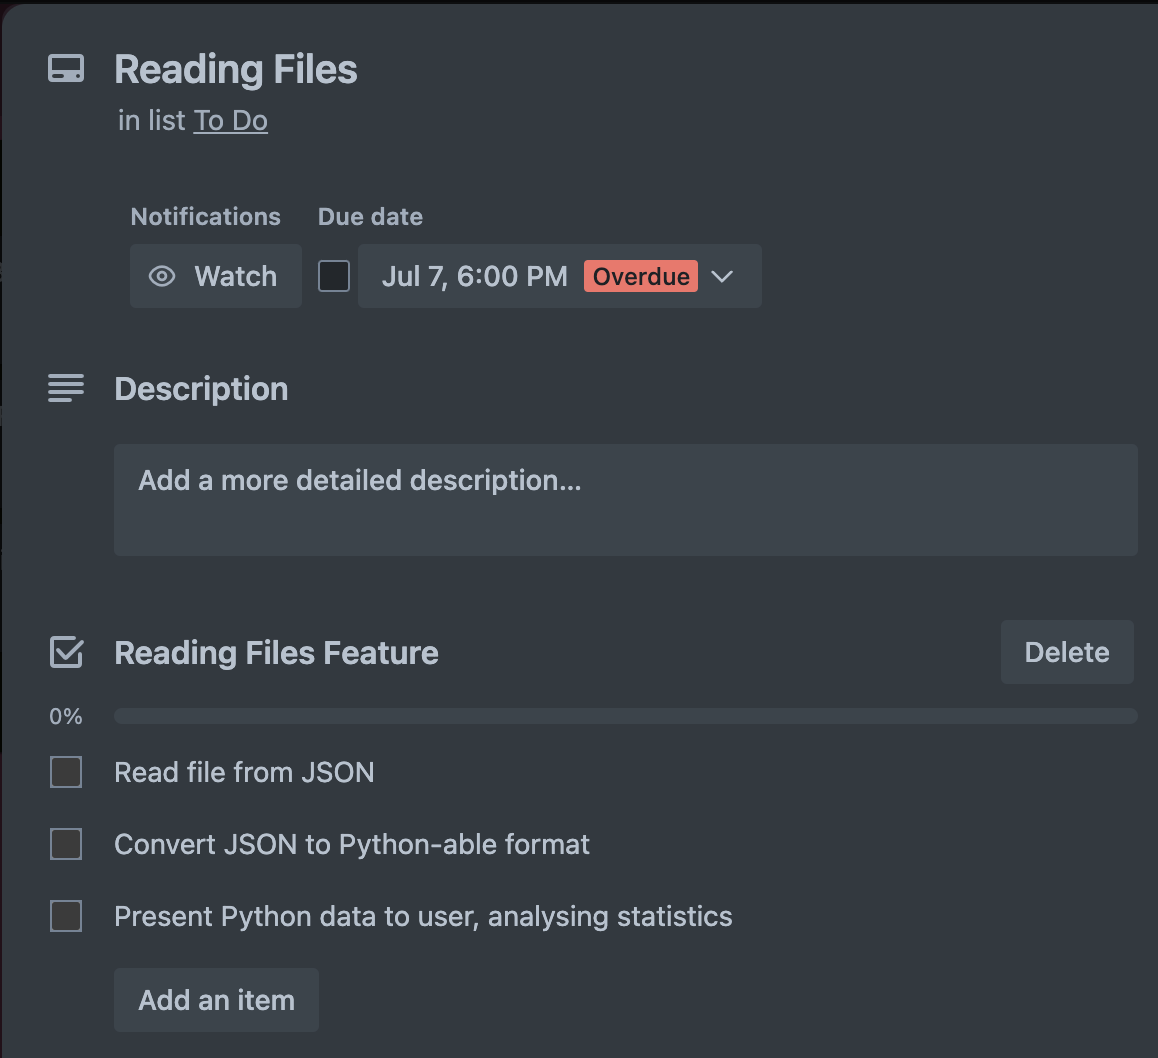 Reading Files
in list To Do
Notifications Due date
Watch Jul 7, 6:00 PM Overdue
Description
Add a more detailed description...
Reading Files Feature Delete
0%
Read file from JSON
Convert JSON to Python-able format
Present Python data to user, analysing statistics
Add an item